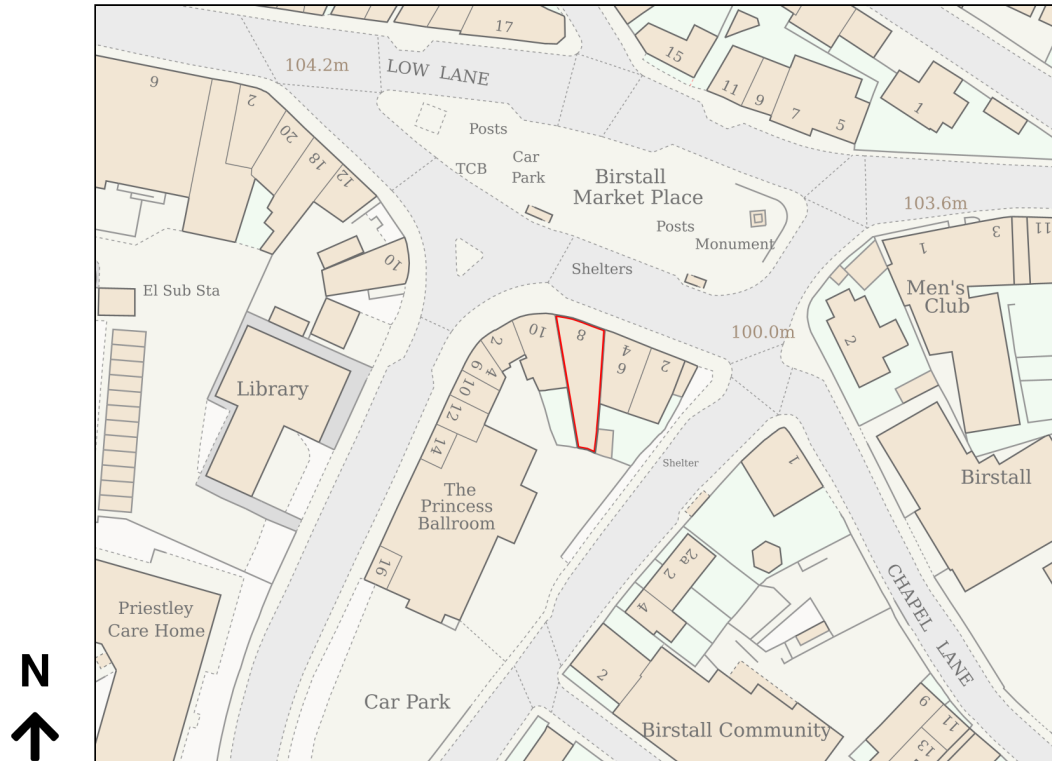 17
104.2m
LOW LANE
15
9
2
11
9
7
5
1
20
18
12
Posts
TCB
Car
Park
Birstall
Market Place
Posts
Monument
103.6m
1
3
11
10
Shelters
El Sub Sta
Men's
Club
100.0m
2
10
8
4
6
2
2
4
6
10
12
14
Library
Shelter
1
Birstall
The
Princess
Ballroom
16
2a
2
4
CHAPEL LANE
Priestley
Care Home
N
2
Car Park
Birstall Community
9
11
13